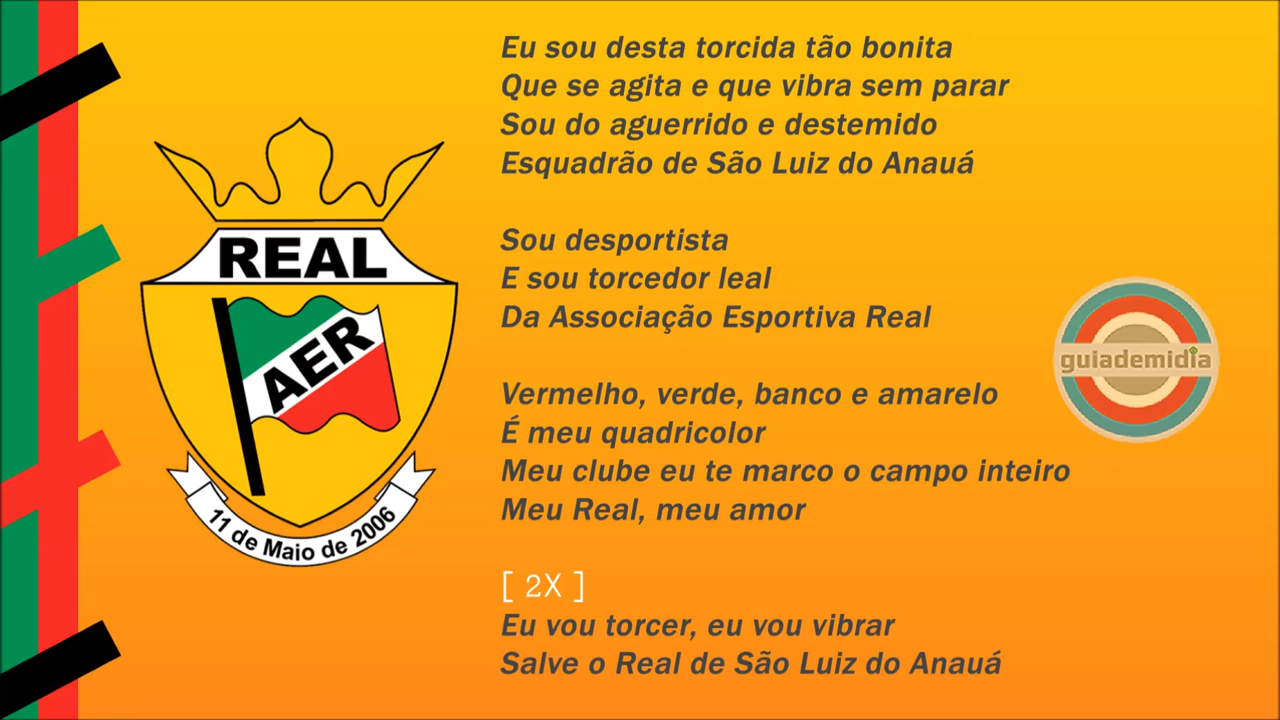 REAL
AER
11 de Maio de 2006
Eu sou desta torcida tão bonita
Que se agita e que vibra sem parar
Sou do aguerrido e destemido
Esquadrão de São Luiz do Anauá
Sou desportista
E sou torcedor leal
Da Associação Esportiva Real
Vermelho, verde, banco e amarelo
É meu quadricolor
Meu clube eu te marco o campo inteiro
Meu Real, meu amor
[ 2X ]
Eu vou torcer, eu vou vibrar
Salve o Real de São Luiz do Anauá
guiademidia